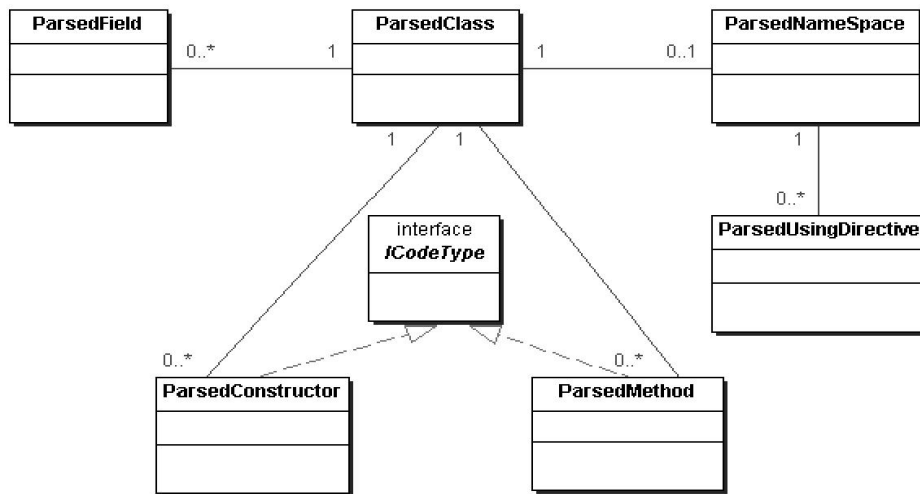 ParsedField
ParsedClass
ParsedNameSpace
0..*
1
1
0..1
1
1
1
0..*
interface
ICodeType
ParsedUsingDirective
0..*
0..*
ParsedConstructor
ParsedMethod